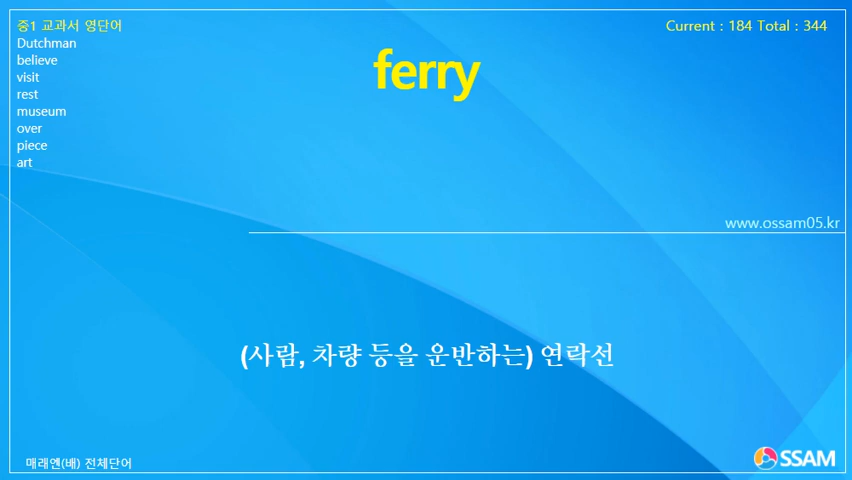 중1 교과서 영단어
Current : 184 Total : 344
Dutchman
believe
visit
rest
museum
over
piece
art
ferry
www.ossam05.kr
(사람, 차량 등을 운반하는) 연락선
매래엔(배) 전체단어
OSSAM